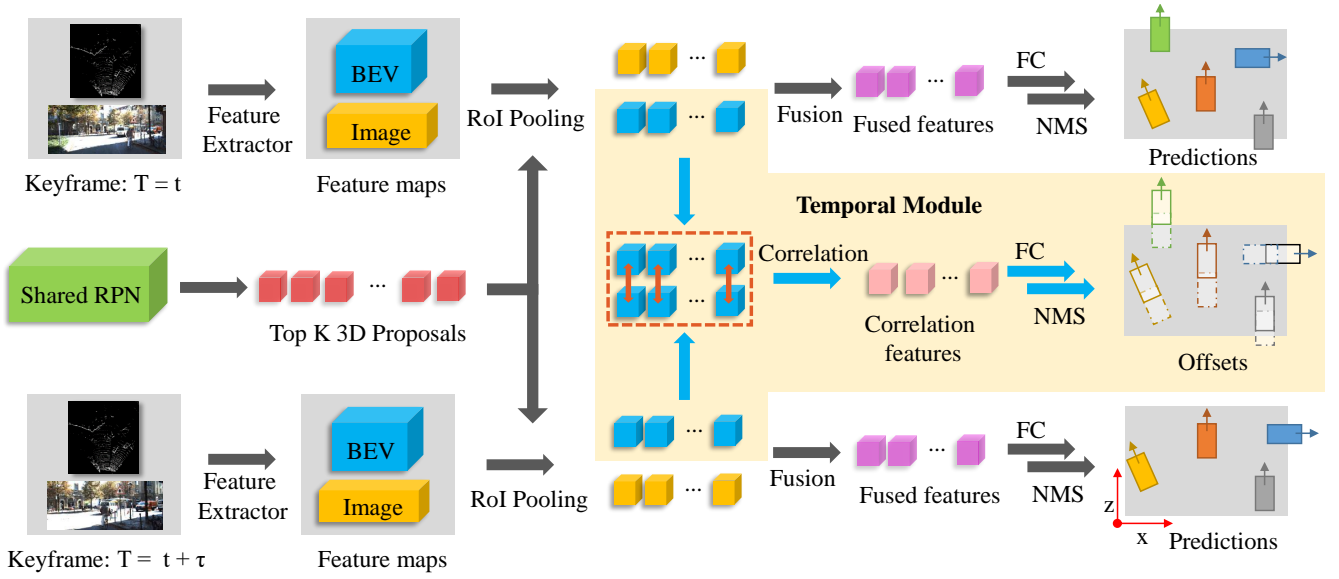 BEV
Image
Feature
Extractor
RoI Pooling
...
...
Fusion
...
Fused features
FC
NMS
Keyframe: T = t
Feature maps
Predictions
Temporal Module
Shared RPN
...
Top K 3D Proposals
...
...
Correlation
...
Correlation
features
FC
NMS
Offsets
BEV
Image
Feature
Extractor
RoI Pooling
...
...
Fusion
...
Fused features
FC
NMS
z
x
Keyframe: T = t + τ
Feature maps
Predictions